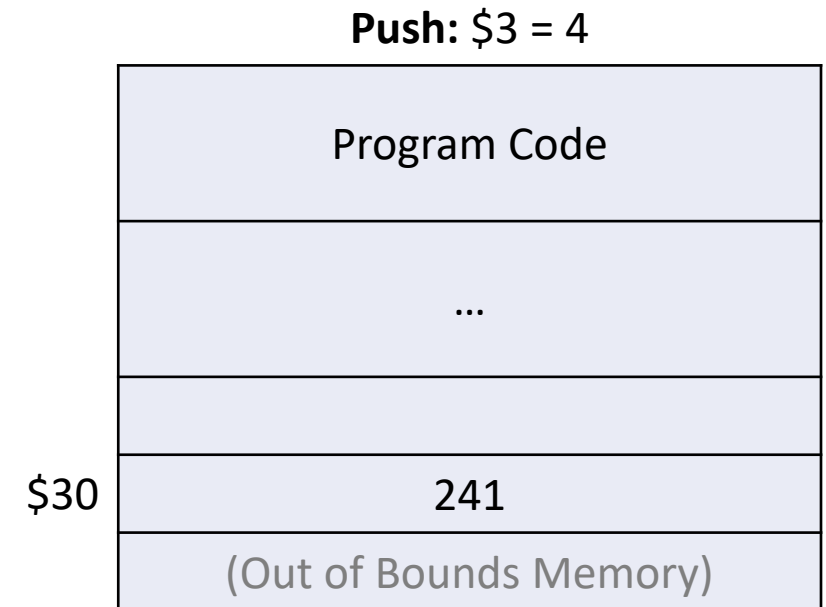 Push: $3 = 4
Program Code
...
$30 241
(Out of Bounds Memory)